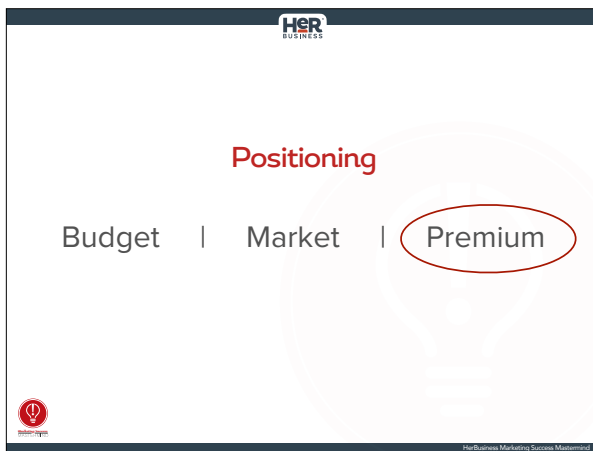 HER
BUSINESS
Positioning
Budget | Market | Premium
HerBusiness Marketing Success Mastermind